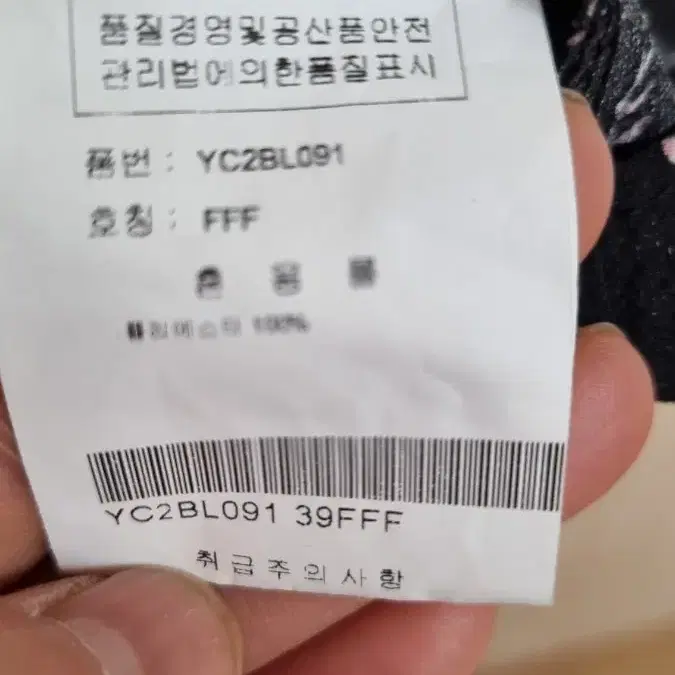 품질경영및공산품안전
관리법에의한품질표시
품번: YC2BL091
호칭: FFF
혼 용 률
폴리에스터 100%
YC2BL091 39FFF
취급주의사항